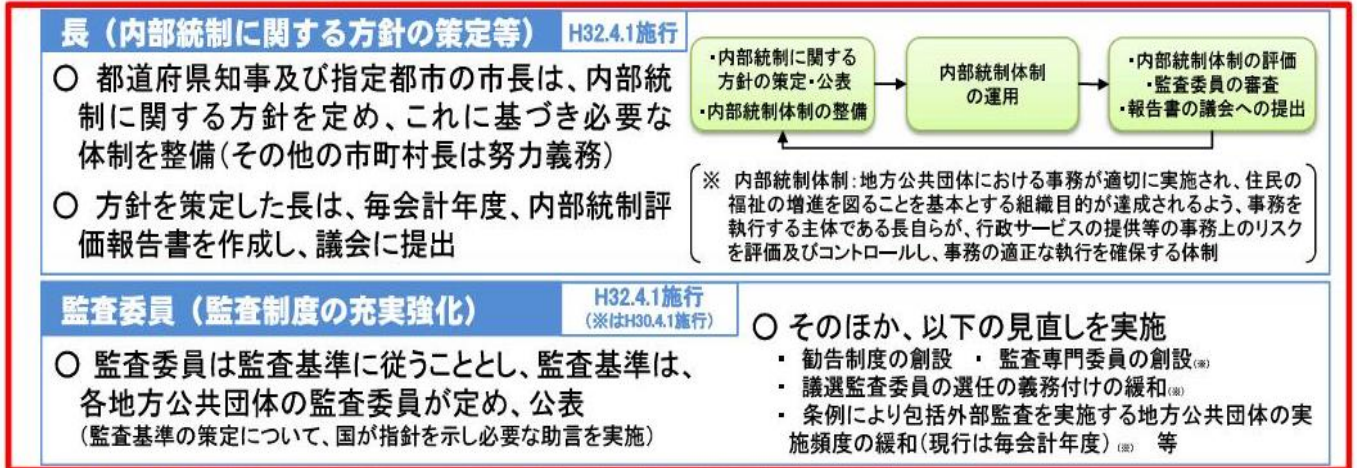 長（内部統制に関する方針の策定等） H32.4.1施行
○ 都道府県知事及び指定都市の市長は、内部統
制に関する方針を定め、これに基づき必要な
体制を整備(その他の市町村長は努力義務)
○ 方針を策定した長は、毎会計年度、内部統制評
価報告書を作成し、議会に提出
・内部統制に関する
方針の策定・公表
・内部統制体制の整備
内部統制体制
の運用
・内部統制体制の評価
・監査委員の審査
・報告書の議会への提出
※ 内部統制体制：地方公共団体における事務が適切に実施され、住民の
福祉の増進を図ることを基本とする組織目的が達成されるよう、事務を
執行する主体である長自らが、行政サービスの提供等の事務上のリスク
を評価及びコントロールし、事務の適正な執行を確保する体制
監査委員（監査制度の充実強化）
H32.4.1施行
(※はH30.4.1施行)
○ 監査委員は監査基準に従うこととし、監査基準は、
各地方公共団体の監査委員が定め、公表
(監査基準の策定について、国が指針を示し必要な助言を実施)
○ そのほか、以下の見直しを実施
・ 勧告制度の創設 ・ 監査専門委員の創設(※)
・ 議選監査委員の選任の義務付けの緩和(※)
・ 条例により包括外部監査を実施する地方公共団体の実
施頻度の緩和(現行は毎会計年度) (※) 等